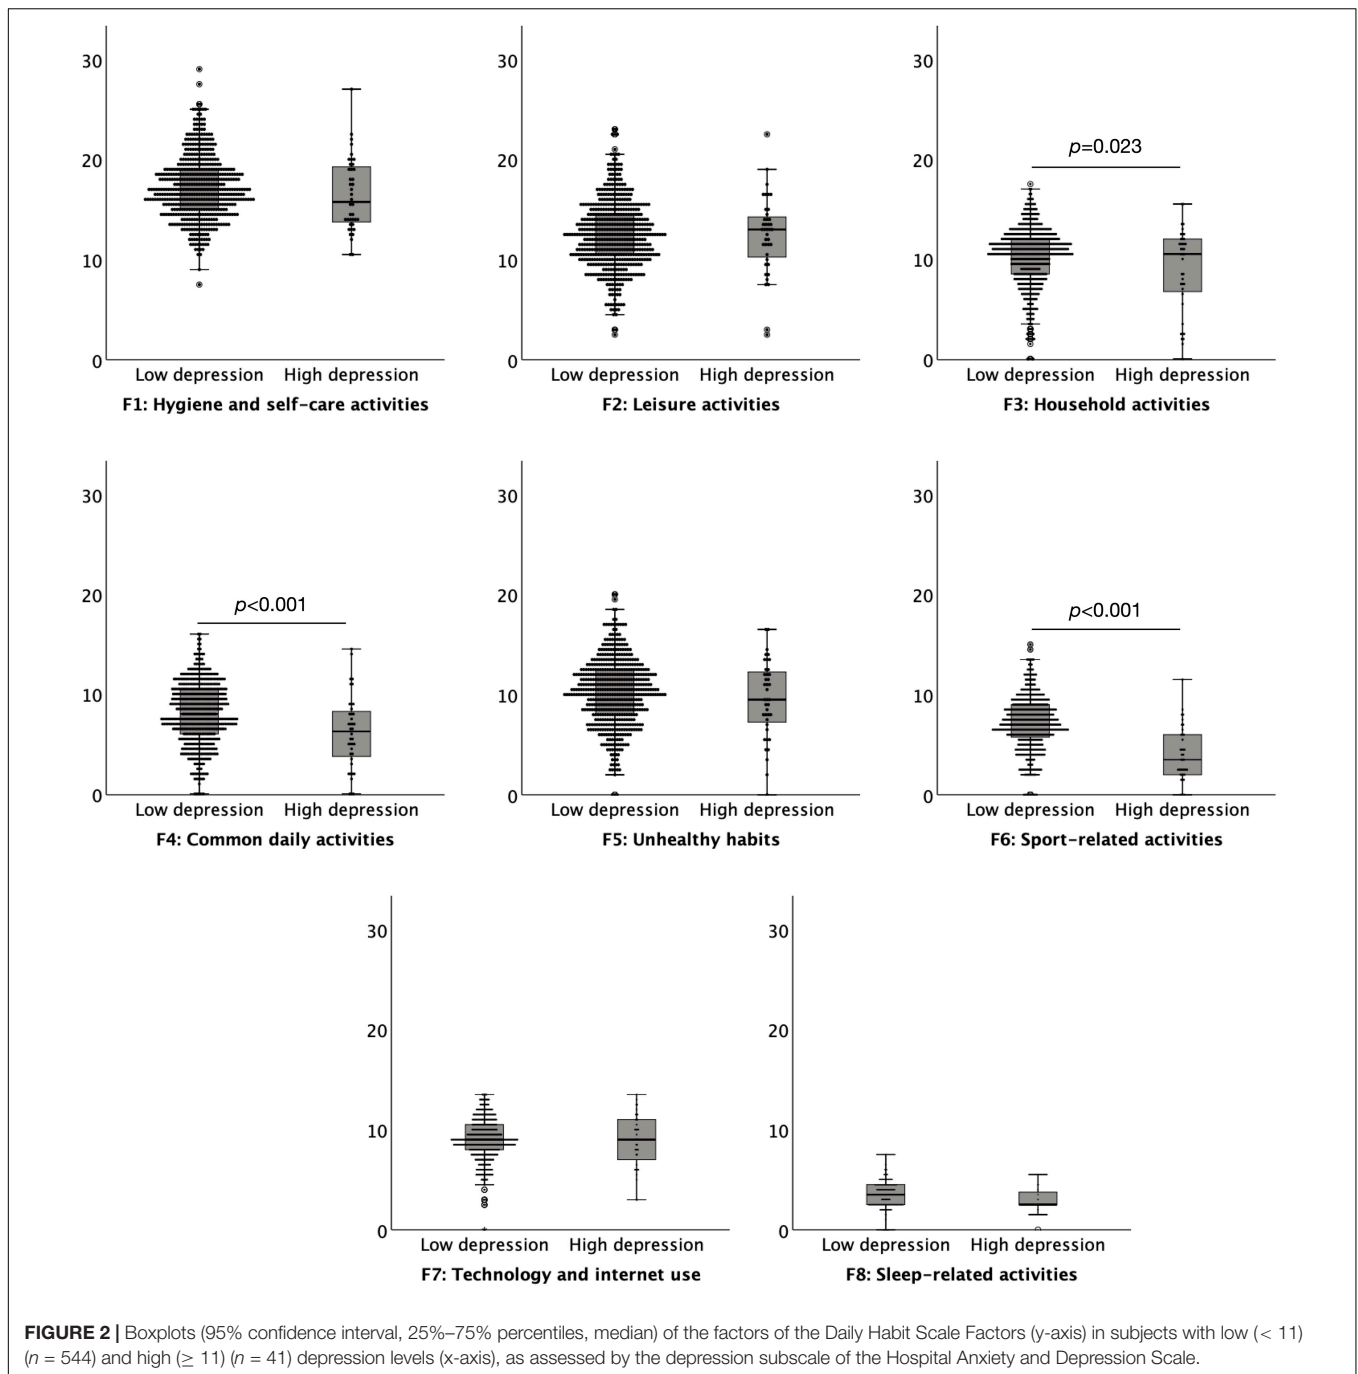 30
20
10
0
Low depression High depression
F1: Hygiene and self-care activities
30
20
10
0
Low depression High depression
F2: Leisure activities
30
20
10
0
p=0.023
Low depression High depression
F3: Household activities
30
20
10
0
p<0.001
Low depression High depression
F4: Common daily activities
30
20
10
0
Low depression High depression
F5: Unhealthy habits
30
20
10
0
p<0.001
Low depression High depression
F6: Sport-related activities
30
20
10
0
Low depression High depression
F7: Technology and internet use
30
20
10
0
Low depression High depression
F8: Sleep-related activities
FIGURE 2 | Boxplots (95% confidence interval, 25%–75% percentiles, median) of the factors of the Daily Habit Scale Factors (y-axis) in subjects with low (< 11)
(n = 544) and high (≥ 11) (n = 41) depression levels (x-axis), as assessed by the depression subscale of the Hospital Anxiety and Depression Scale.